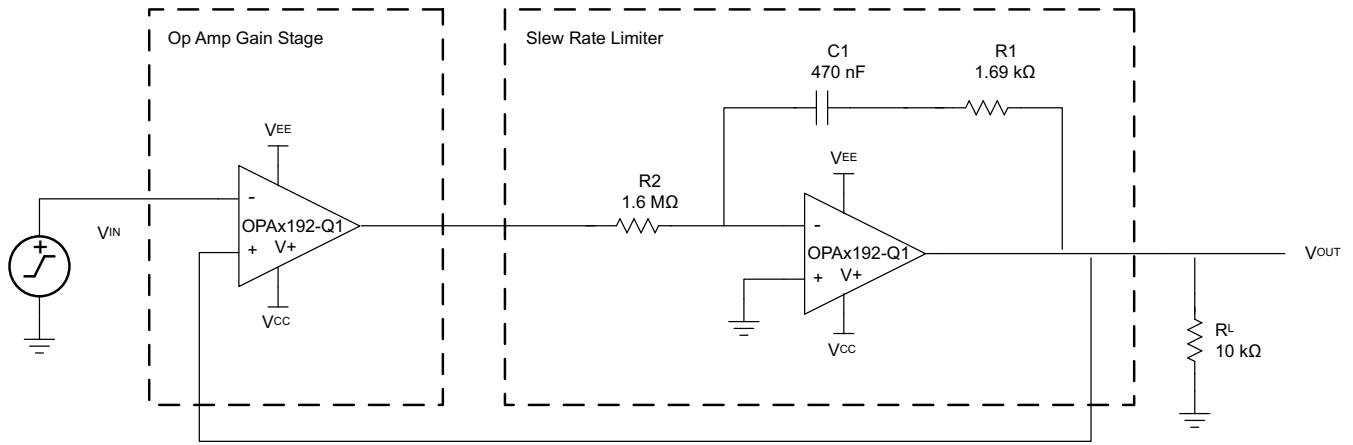 Op Amp Gain Stage
Slew Rate Limiter
C1
470 nF
R1
1.69 kΩ
VEE
VEE
R2
1.6 MΩ
-
VIN
+
OPAx192-Q1
+
V+
-
OPAx192-Q1
+
V+
VOUT
VCC
VCC
RL
10 kΩ